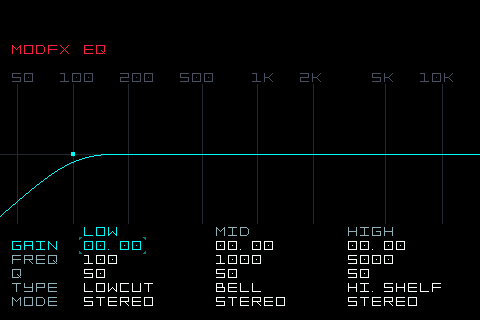 MODFX EQ
50 100 200 500 1K 2K 5K 10K
LOW MID HIGH
GAIN 00.00 00.00 00.00
FREQ 100 1000 5000
Q 50 50 50
TYPE LOWCUT BELL HI.SHELF
MODE STEREO STEREO STEREO